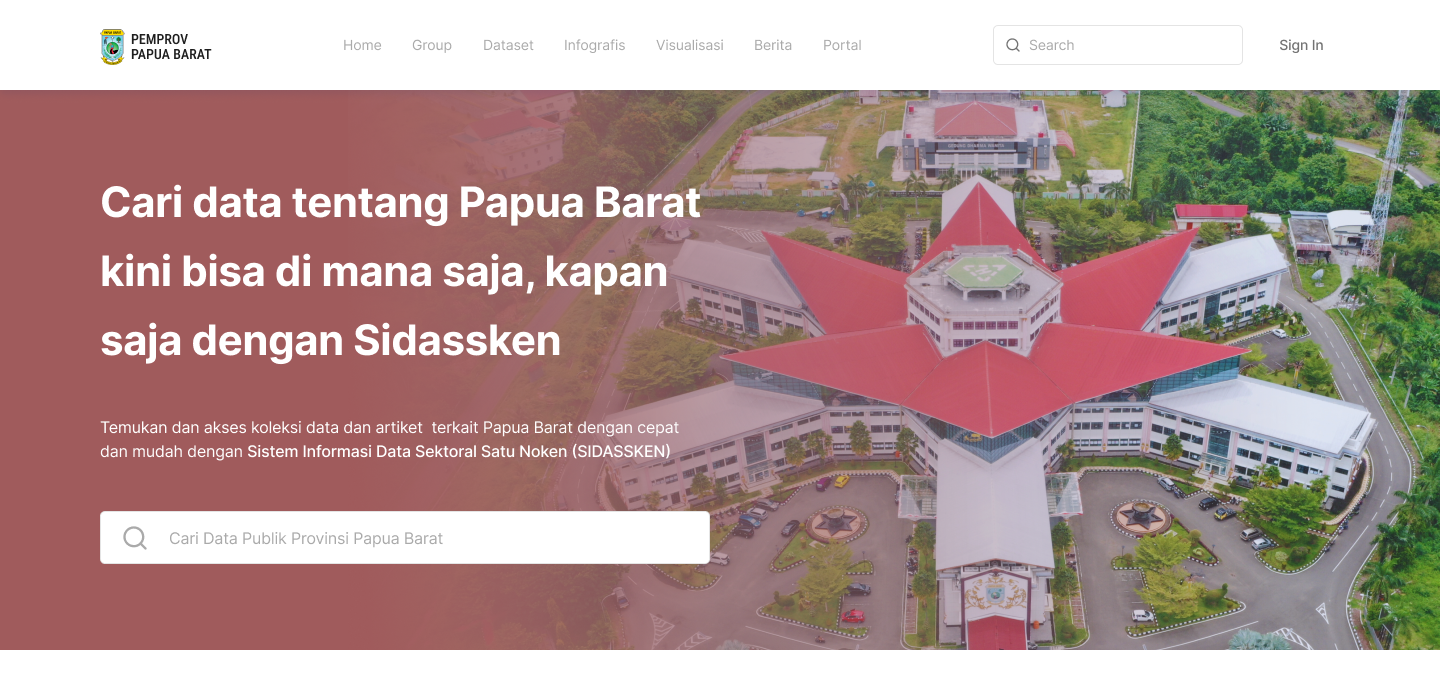 PEMPROV
PAPUA BARAT
Home
Group
Dataset
Infografis
Visualisasi
Berita
Portal
Search
Sign In
Cari data tentang Papua Barat
kini bisa di mana saja, kapan
saja dengan Sidassken
Temukan dan akses koleksi data dan artiket terkait Papua Barat dengan cepat
dan mudah dengan Sistem Informasi Data Sektoral Satu Noken (SIDASSKEN)
Cari Data Publik Provinsi Papua Barat